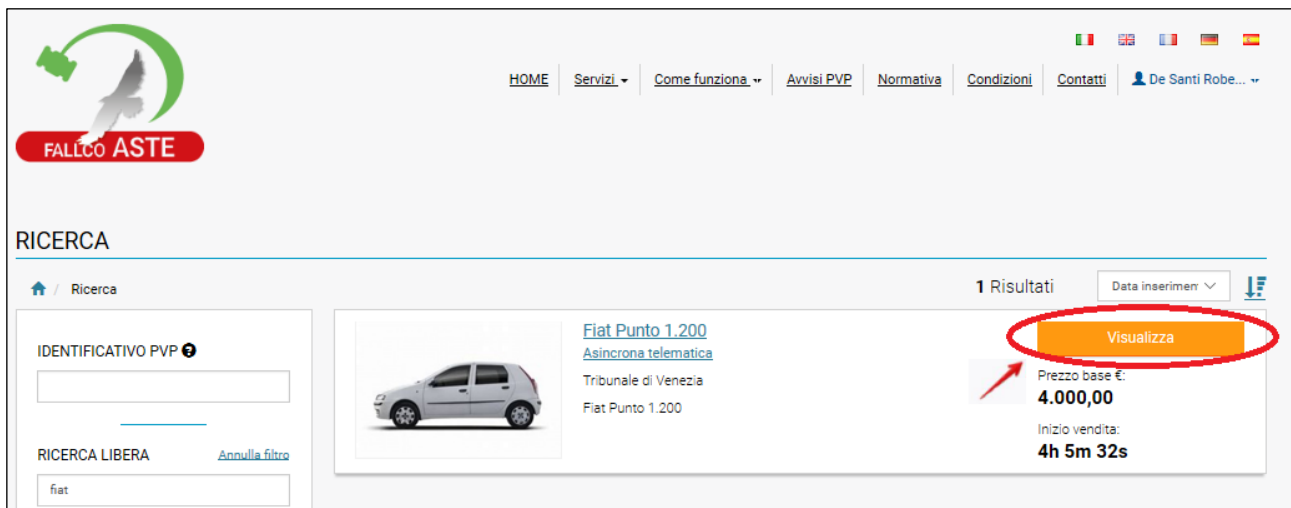 FALLCO ASTE
HOME
Servizi
Come funziona
Avvisi PVP
Normativa
Condizioni
Contatti
De Santi Robe...
RICERCA
Ricerca
1 Risultati
Data inserimen
IDENTIFICATIVO PVP
RICERCA LIBERA
Annulla filtro
fiat
Fiat Punto 1.200
Asincrona telematica
Tribunale di Venezia
Fiat Punto 1.200
Visualizza
Prezzo base €:
4.000,00
Inizio vendita:
4h 5m 32s